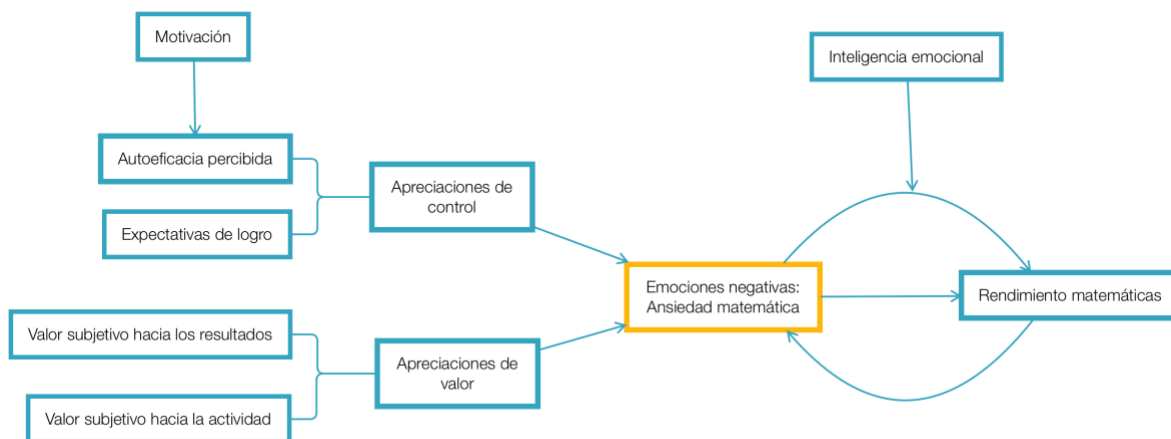 Motivación
Inteligencia emocional
Autoeficacia percibida
Apreciaciones de
control
Expectativas de logro
Emociones negativas:
Ansiedad matemática
Rendimiento matemáticas
Valor subjetivo hacia los resultados
Apreciaciones de
valor
Valor subjetivo hacia la actividad